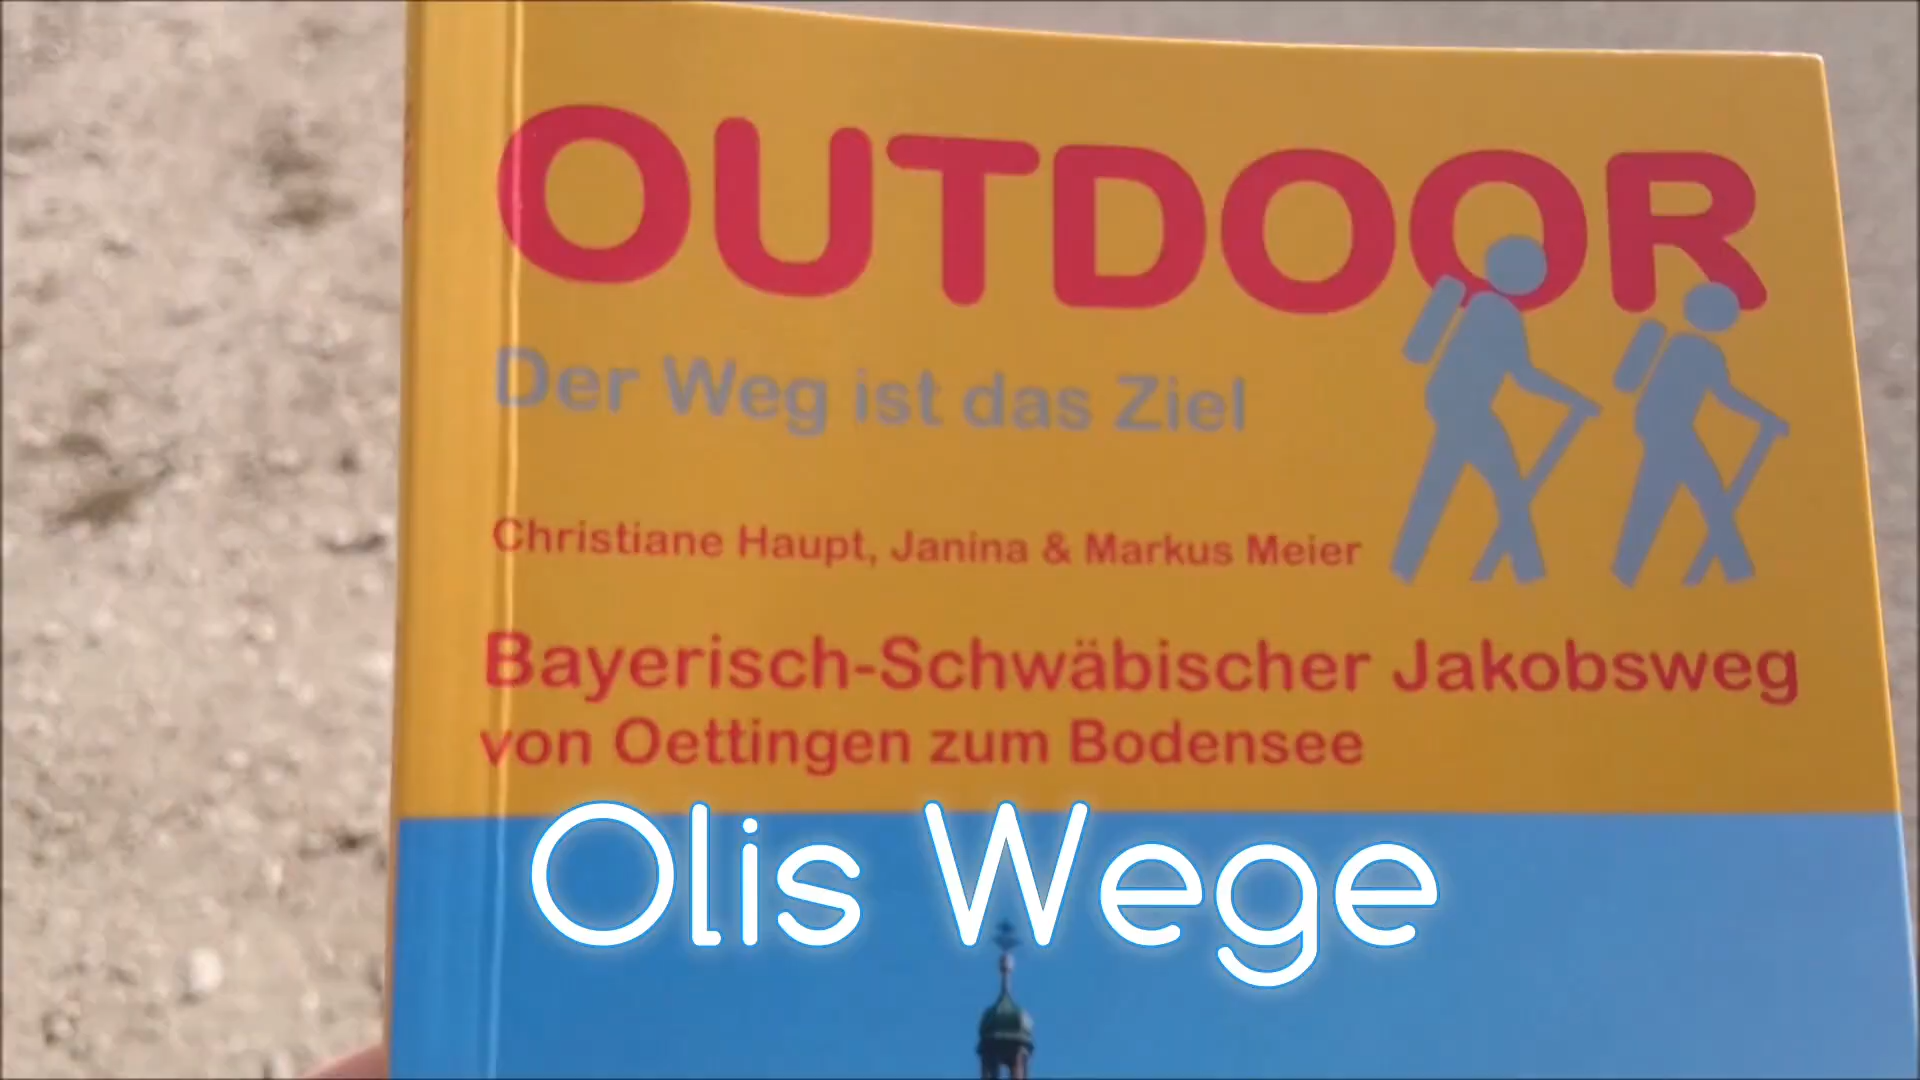 OUTDOOR
Der Weg ist das Ziel
Christiane Haupt, Janina & Markus Meier
Bayerisch-Schwäbischer Jakobsweg
von Oettingen zum Bodensee
Olis Wege